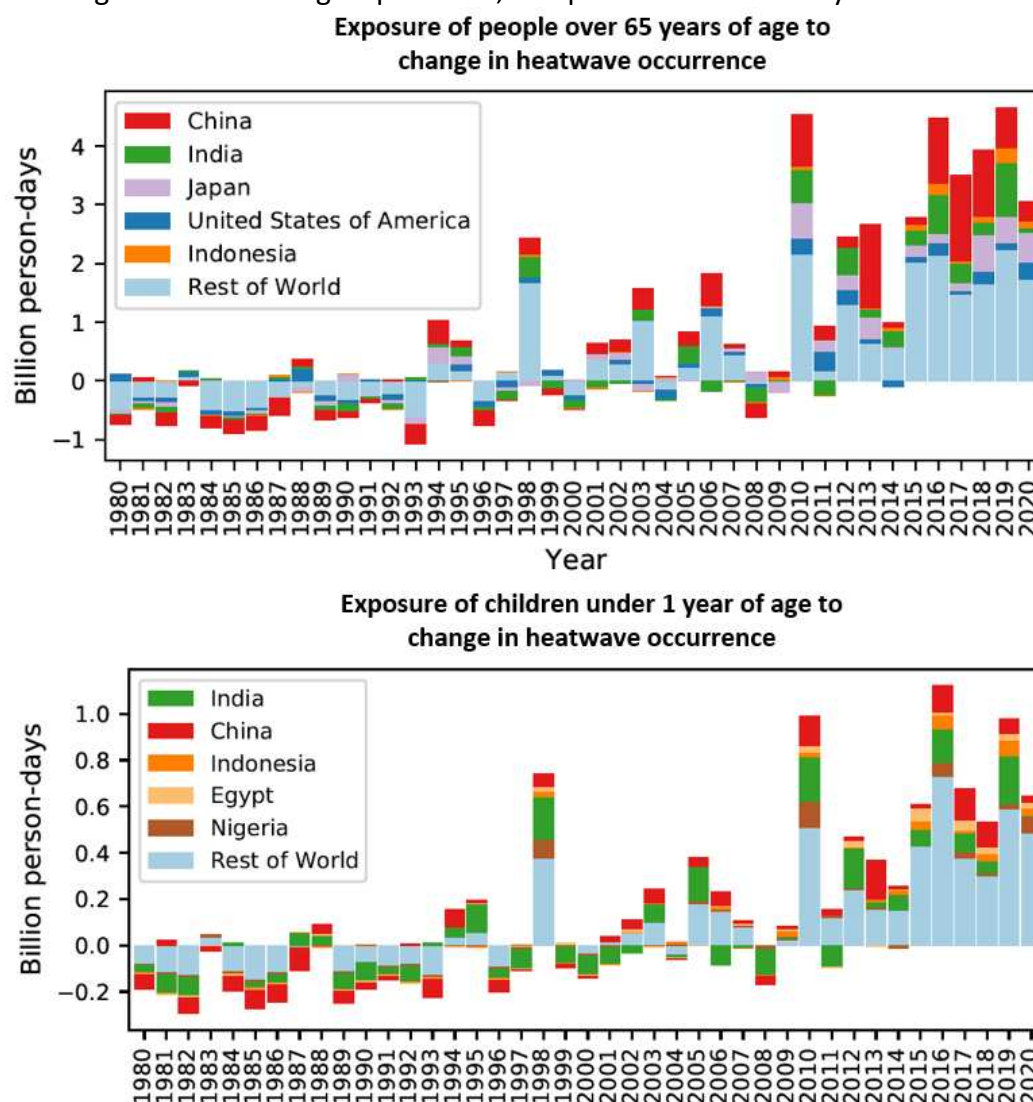 Exposure of people over 65 years of age to
change in heatwave occurrence
China
India
Japan
United States of America
Indonesia
Rest of World
Billion person-days
4
3
2
1
0
−1
1980 1981 1982 1983 1984 1985 1986 1987 1988 1989 1990 1991 1992 1993 1994 1995 1996 1997 1998 1999 2000 2001 2002 2003 2004 2005 2006 2007 2008 2009 2010 2011 2012 2013 2014 2015 2016 2017 2018 2019 2020
Year
Exposure of children under 1 year of age to
change in heatwave occurrence
India
China
Indonesia
Egypt
Nigeria
Rest of World
Billion person-days
1.0
0.8
0.6
0.4
0.2
0.0
−0.2
1980 1981 1982 1983 1984 1985 1986 1987 1988 1989 1990 1991 1992 1993 1994 1995 1996 1997 1998 1999 2000 2001 2002 2003 2004 2005 2006 2007 2008 2009 2010 2011 2012 2013 2014 2015 2016 2017 2018 2019 2020